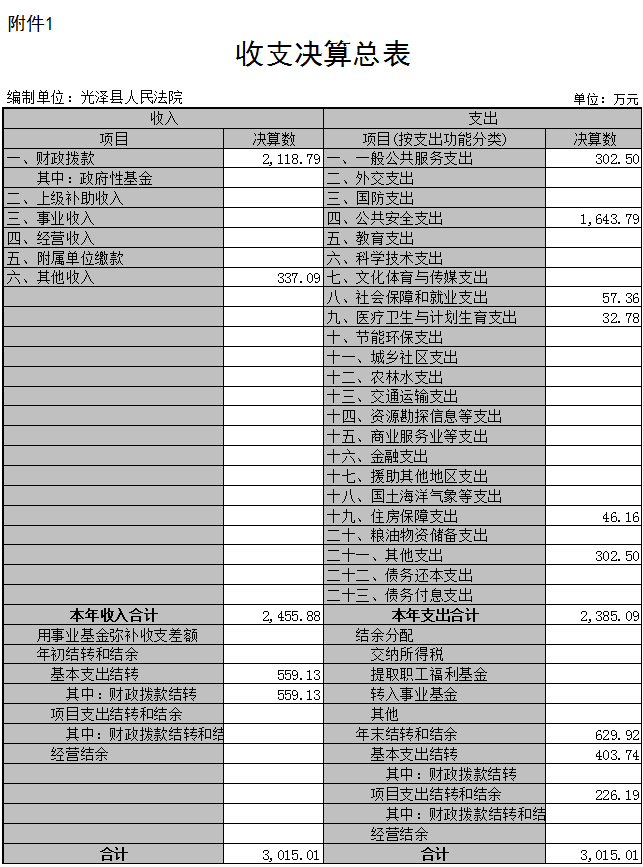 附件1
收支决算总表
编制单位：光泽县人民法院 单位：万元
收入 支出
项目 决算数 项目(按支出功能分类) 决算数
一、财政拨款 2,118.79 一、一般公共服务支出 302.50
其中：政府性基金 二、外交支出
二、上级补助收入 三、国防支出
三、事业收入 四、公共安全支出 1,643.79
四、经营收入 五、教育支出
五、附属单位缴款 六、科学技术支出
六、其他收入 337.09 七、文化体育与传媒支出
八、社会保障和就业支出 57.36
九、医疗卫生与计划生育支出 32.78
十、节能环保支出
十一、城乡社区支出
十二、农林水支出
十三、交通运输支出
十四、资源勘探信息等支出
十五、商业服务业等支出
十六、金融支出
十七、援助其他地区支出
十八、国土海洋气象等支出
十九、住房保障支出 46.16
二十、粮油物资储备支出
二十一、其他支出 302.50
二十二、债务还本支出
二十三、债务付息支出
本年收入合计 2,455.88 本年支出合计 2,385.09
用事业基金弥补收支差额 结余分配
年初结转和结余 交纳所得税
基本支出结转 559.13 提取职工福利基金
其中：财政拨款结转 559.13 转入事业基金
项目支出结转和结余 其他
其中：财政拨款结转和结 年末结转和结余 629.92
经营结余 基本支出结转 403.74
其中：财政拨款结转
项目支出结转和结余 226.19
其中：财政拨款结转和结
经营结余
合计 3,015.01 合计 3,015.01